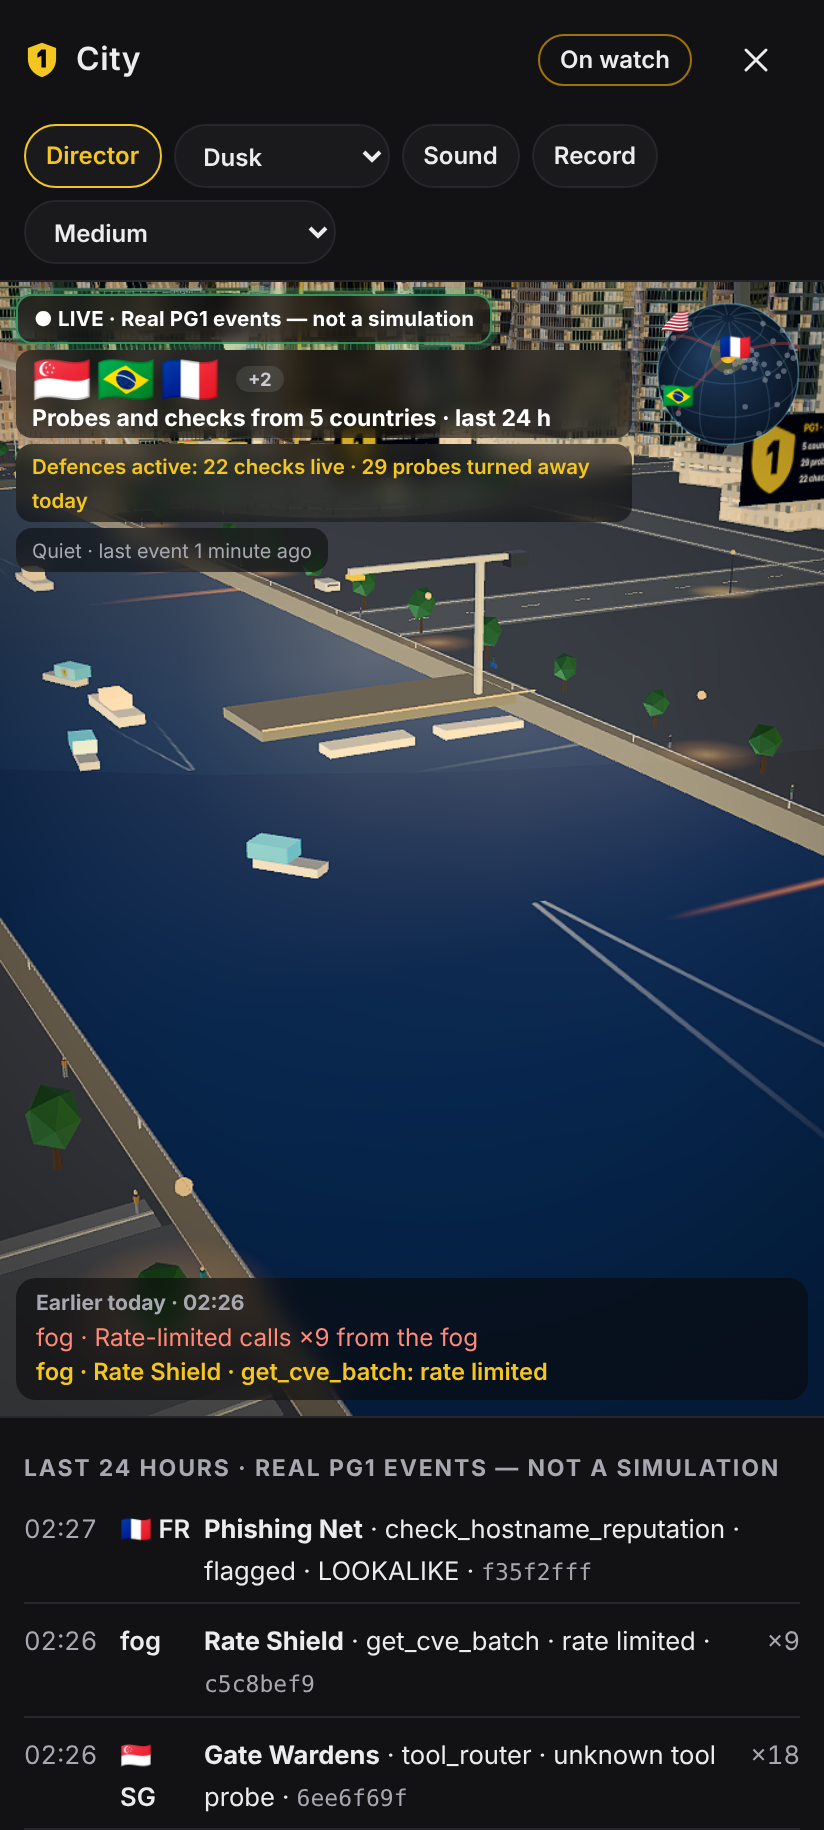 1 City
On watch
Director
Dusk
Sound
Record
Medium
LIVE · Real PG1 events — not a simulation
+2
Probes and checks from 5 countries · last 24 h
Defences active: 22 checks live · 29 probes turned away
today
Quiet · last event 1 minute ago
1
PG1
Earlier today · 02:26
fog · Rate-limited calls ×9 from the fog
fog · Rate Shield · get_cve_batch: rate limited
LAST 24 HOURS · REAL PG1 EVENTS — NOT A SIMULATION
02:27 FR Phishing Net · check_hostname_reputation ·
flagged · LOOKALIKE · f35f2fff
02:26 fog Rate Shield · get_cve_batch · rate limited · ×9
c5c8bef9
02:26 Gate Wardens · tool_router · unknown tool ×18
SG probe · 6ee6f69f